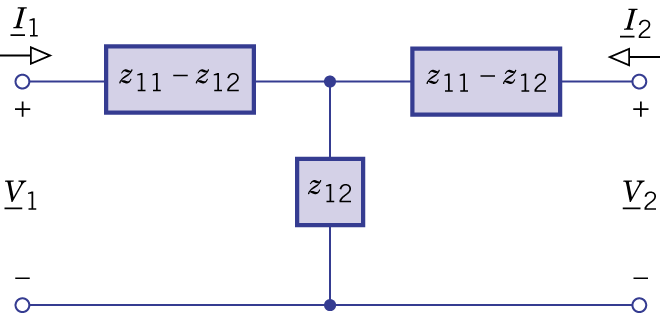 I1 I2
z11 − z12 z11 − z12
+ +
z12
V1 V2
− −